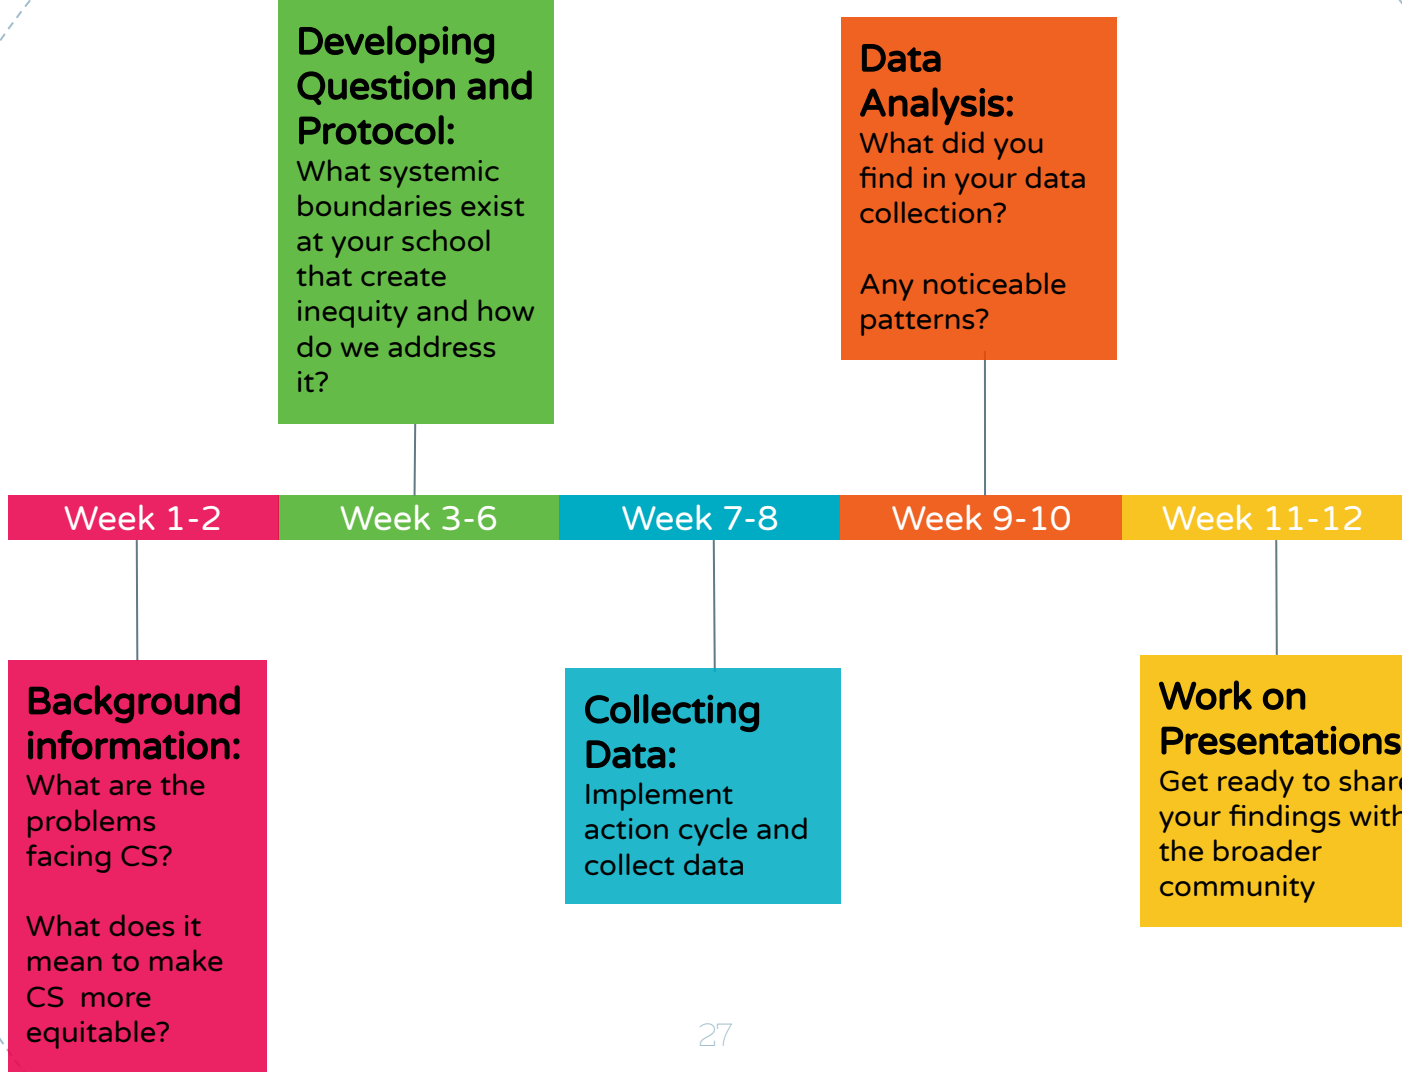 Developing
Question and
Protocol:
What systemic
boundaries exist
at your school
that create
inequity and how
do we address
it?
Data
Analysis:
What did you
find in your data
collection?
Any noticeable
patterns?
Week 1-2
Week 3-6
Week 7-8
Week 9-10
Week 11-12
Background
information:
What are the
problems
facing CS?
What does it
mean to make
CS  more
equitable?
Collecting
Data:
Implement
action cycle and
collect data
Work on
Presentations
Get ready to share
your findings with
the broader
community
27